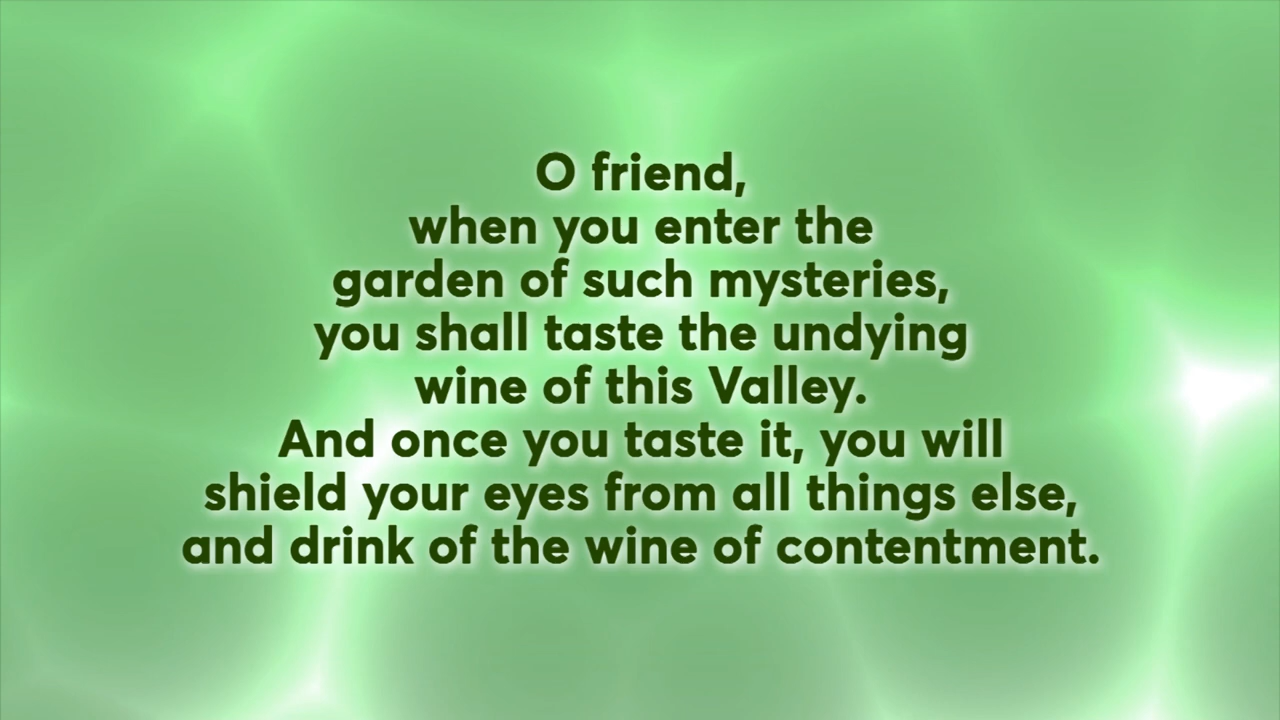 O friend,
when you enter the
garden of such mysteries,
you shall taste the undying
wine of this Valley.
And once you taste it, you will
shield your eyes from all things else,
and drink of the wine of contentment.